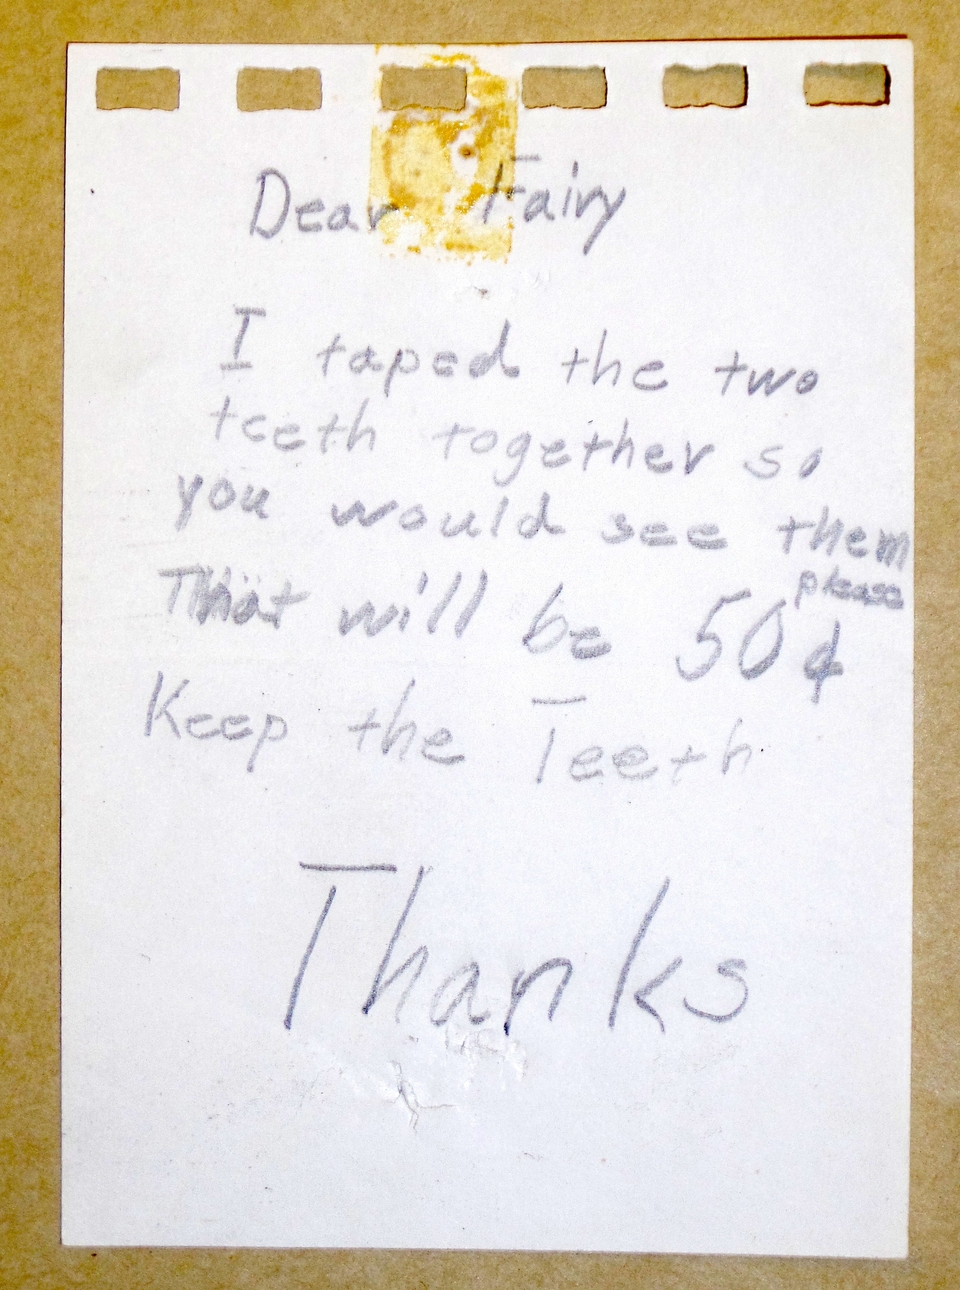 Dear Fairy
I taped the two
teeth together so
you would see them
please
That will be 50¢
Keep the Teeth
Thanks